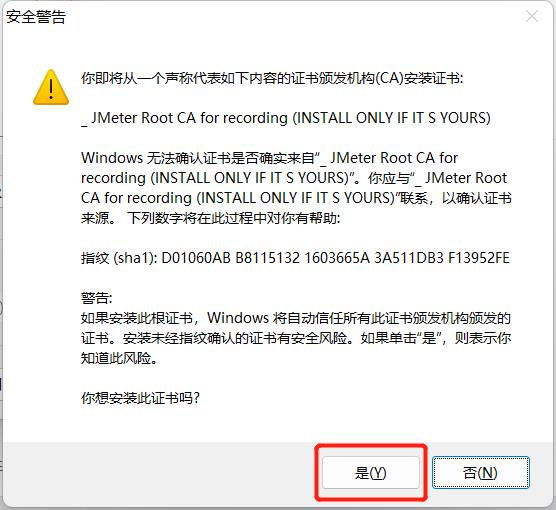 安全警告
你即将从一个声称代表如下内容的证书颁发机构(CA)安装证书:
_ JMeter Root CA for recording (INSTALL ONLY IF IT S YOURS)
Windows 无法确认证书是否确实来自“_ JMeter Root CA for
recording (INSTALL ONLY IF IT S YOURS)”。你应与“_ JMeter Root
CA for recording (INSTALL ONLY IF IT S YOURS)”联系，以确认证书
来源。 下列数字将在此过程中对你有帮助:
指纹 (sha1): D01060AB B8115132 1603665A 3A511DB3 F13952FE
警告:
如果安装此根证书，Windows 将自动信任所有此证书颁发机构颁发的
证书。安装未经指纹确认的证书有安全风险。如果单击“是”，则表示你
知道此风险。
你想安装此证书吗?
是(Y) 否(N)